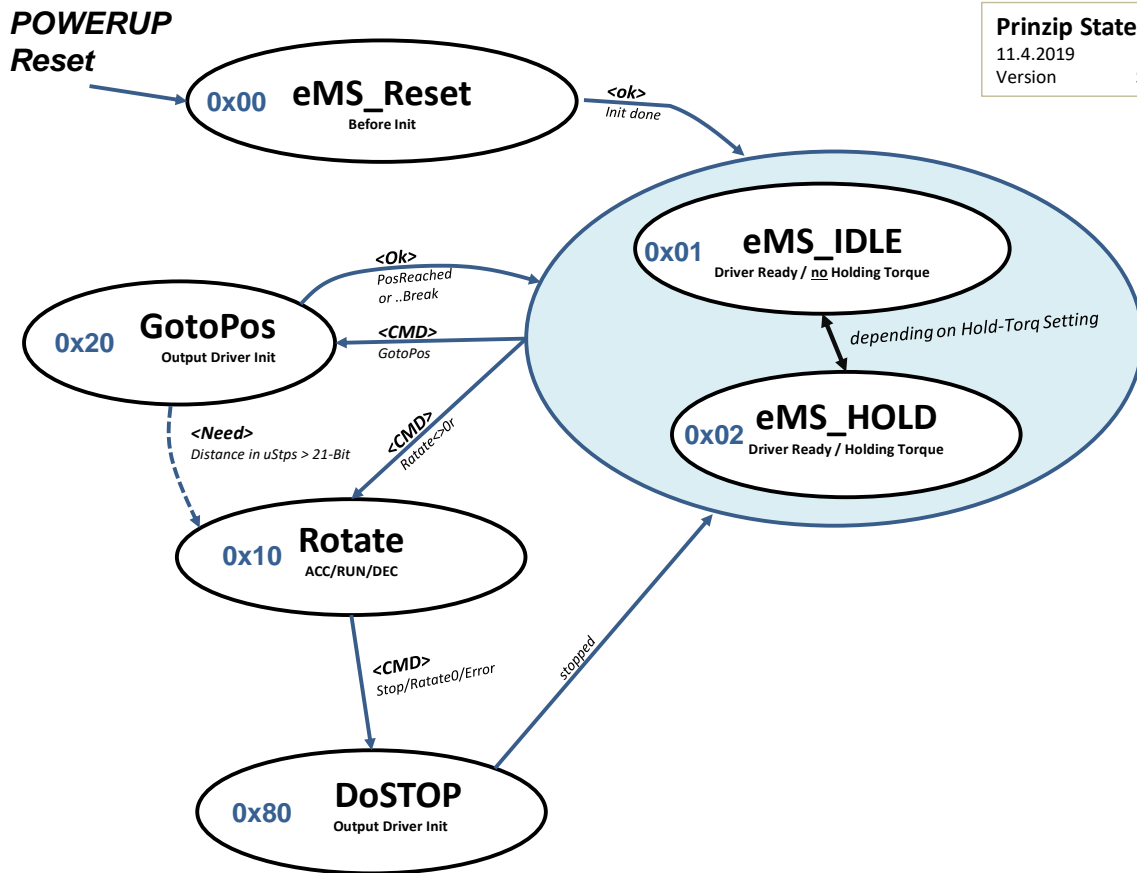 POWERUP
Reset
Prinzip State
11.4.2019
Version
0x00 eMS_Reset
Before Init
<ok>
Init done
0x01 eMS_IDLE
Driver Ready / no Holding Torque
<Ok>
PosReached
or ..Break
0x20 GotoPos
Output Driver Init
<CMD>
GotoPos
depending on Hold-Torq Setting
0x02 eMS_HOLD
Driver Ready / Holding Torque
<CMD>
Ratate<>0r
<Need>
Distance in uStps > 21-Bit
0x10 Rotate
ACC/RUN/DEC
<CMD>
Stop/Ratate0/Error
stopped
0x80 DoSTOP
Output Driver Init